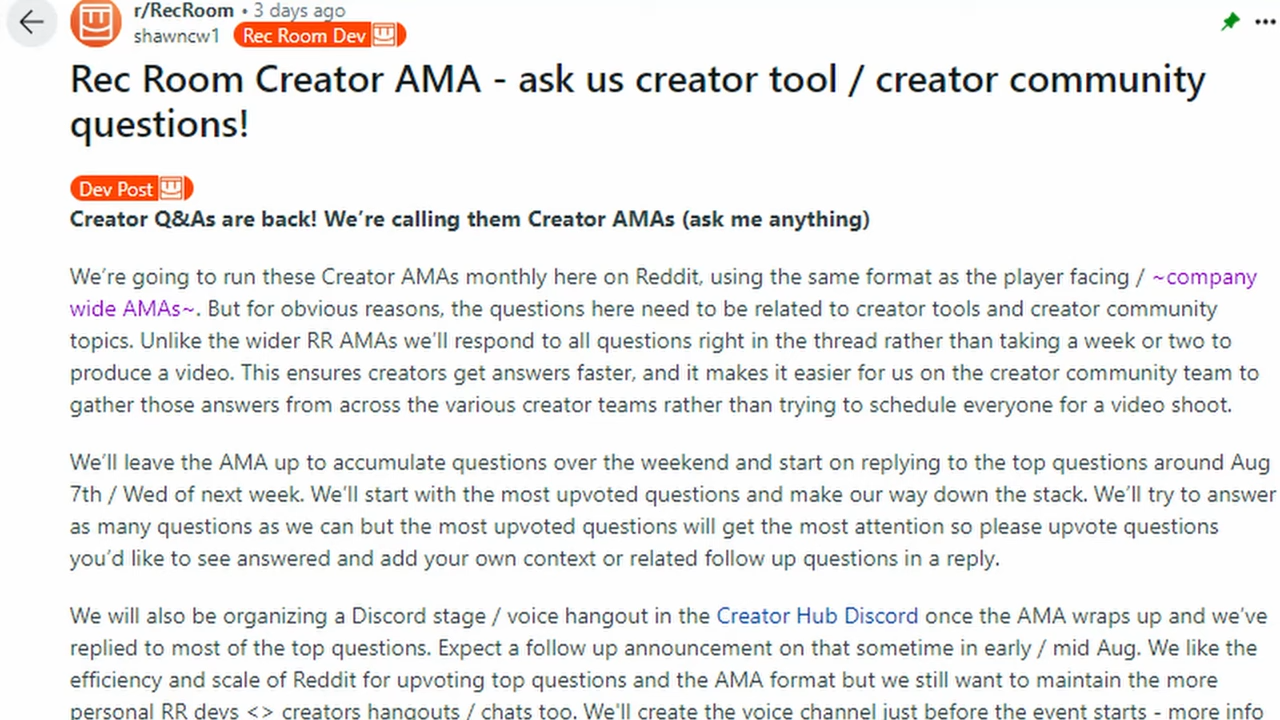 r/RecRoom • 3 days ago
shawncw1 Rec Room Dev
Rec Room Creator AMA - ask us creator tool / creator community
questions!
Dev Post
Creator Q&As are back! We’re calling them Creator AMAs (ask me anything)
We’re going to run these Creator AMAs monthly here on Reddit, using the same format as the player facing / ~company
wide AMAs~. But for obvious reasons, the questions here need to be related to creator tools and creator community
topics. Unlike the wider RR AMAs we’ll respond to all questions right in the thread rather than taking a week or two to
produce a video. This ensures creators get answers faster, and it makes it easier for us on the creator community team to
gather those answers from across the various creator teams rather than trying to schedule everyone for a video shoot.
We’ll leave the AMA up to accumulate questions over the weekend and start on replying to the top questions around Aug
7th / Wed of next week. We’ll start with the most upvoted questions and make our way down the stack. We’ll try to answer
as many questions as we can but the most upvoted questions will get the most attention so please upvote questions
you’d like to see answered and add your own context or related follow up questions in a reply.
We will also be organizing a Discord stage / voice hangout in the Creator Hub Discord once the AMA wraps up and we’ve
replied to most of the top questions. Expect a follow up announcement on that sometime in early / mid Aug. We like the
efficiency and scale of Reddit for upvoting top questions and the AMA format but we still want to maintain the more
personal RR devs <> creators hangouts / chats too. We'll create the voice channel just before the event starts - more info